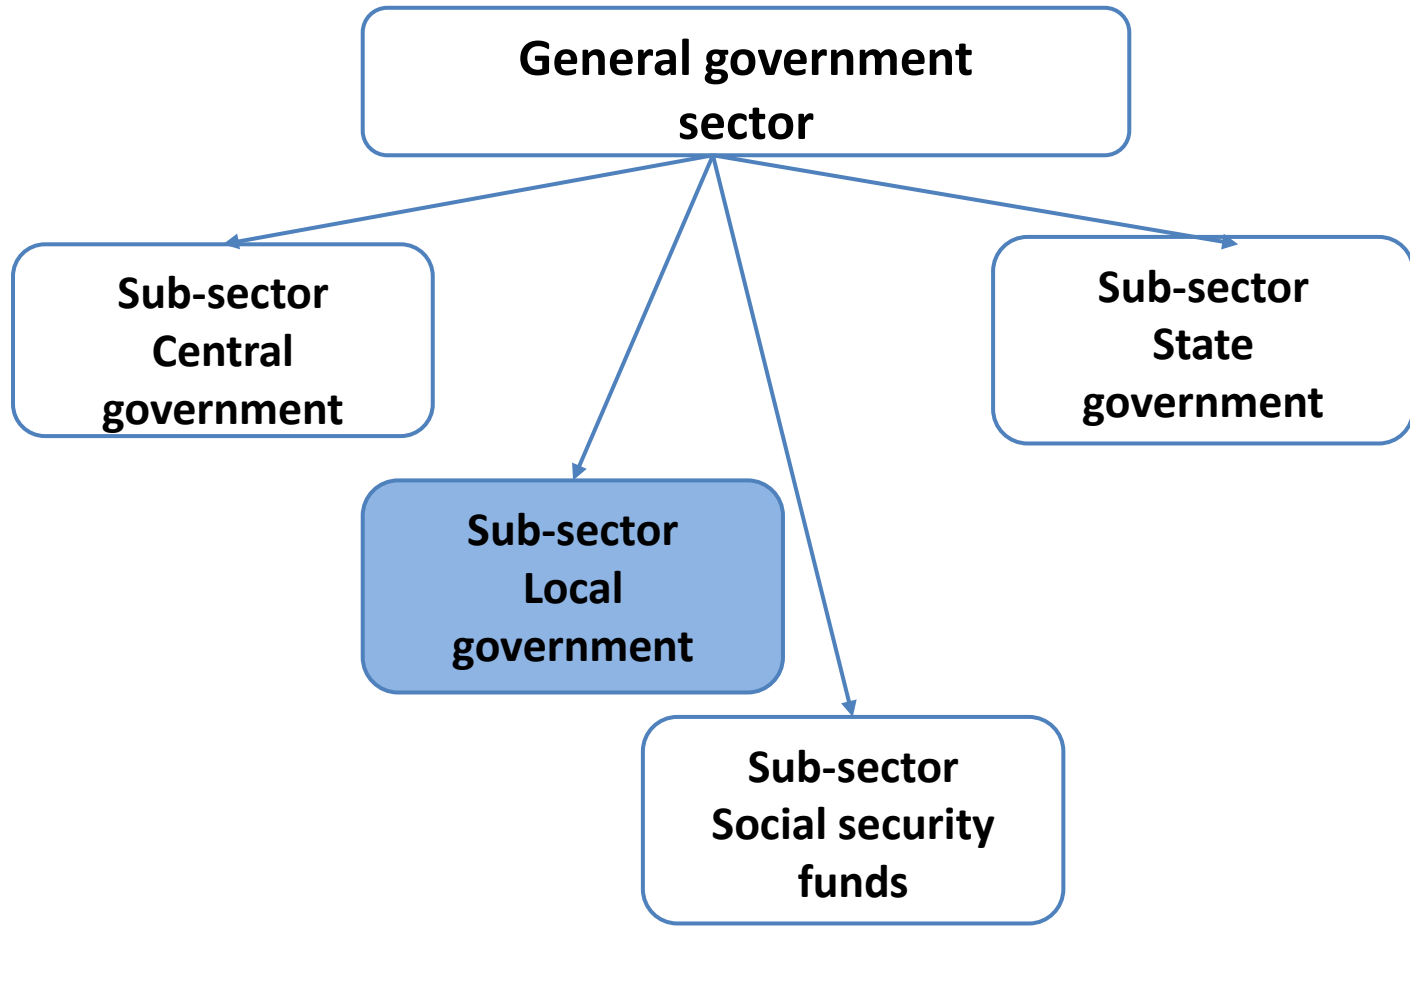 General government
sector
Sub-sector
Central
government
Sub-sector
State
government
Sub-sector
Local
government
Sub-sector
Social security
funds